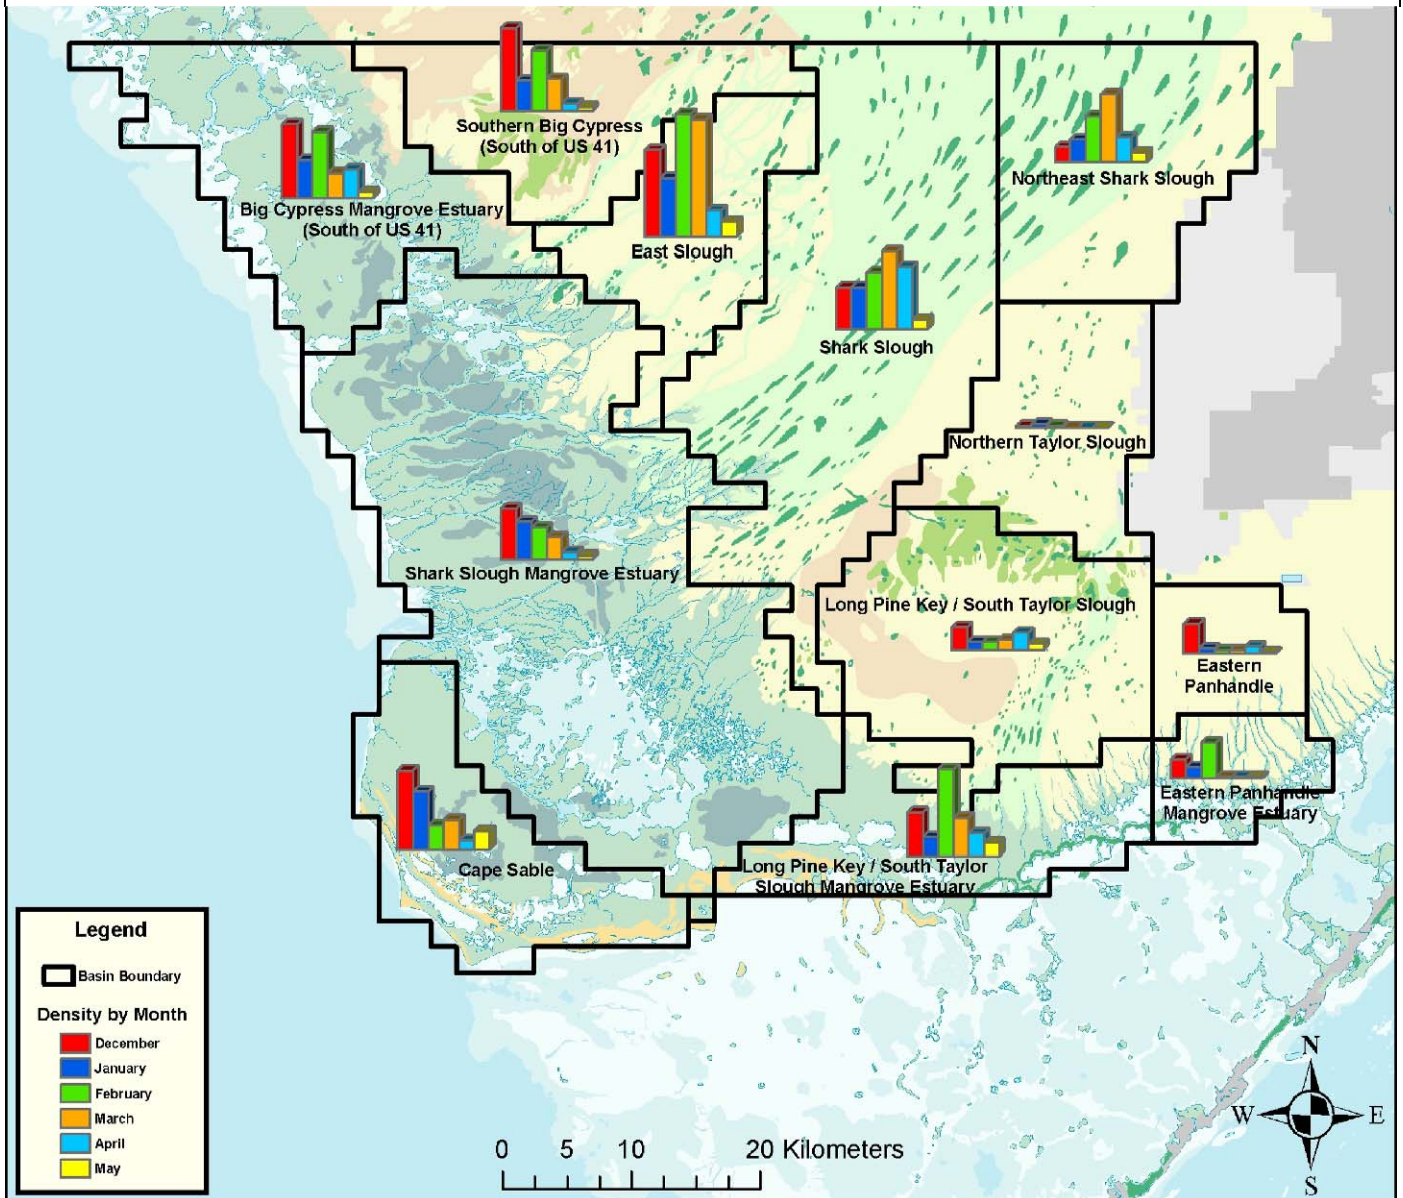 Southern Big Cypress
(South of US 41)
Big Cypress Mangrove Estuary
(South of US 41)
East Slough
Northeast Shark Slough
Shark Slough
Northern Taylor Slough
Shark Slough Mangrove Estuary
Long Pine Key / South Taylor Slough
Eastern
Panhandle
Eastern Panhandle
Mangrove Estuary
Cape Sable
Long Pine Key / South Taylor
Slough Mangrove Estuary
Legend
Basin Boundary
Density by Month
December
January
February
March
April
May
0 5 10 20 Kilometers
N
W E
S